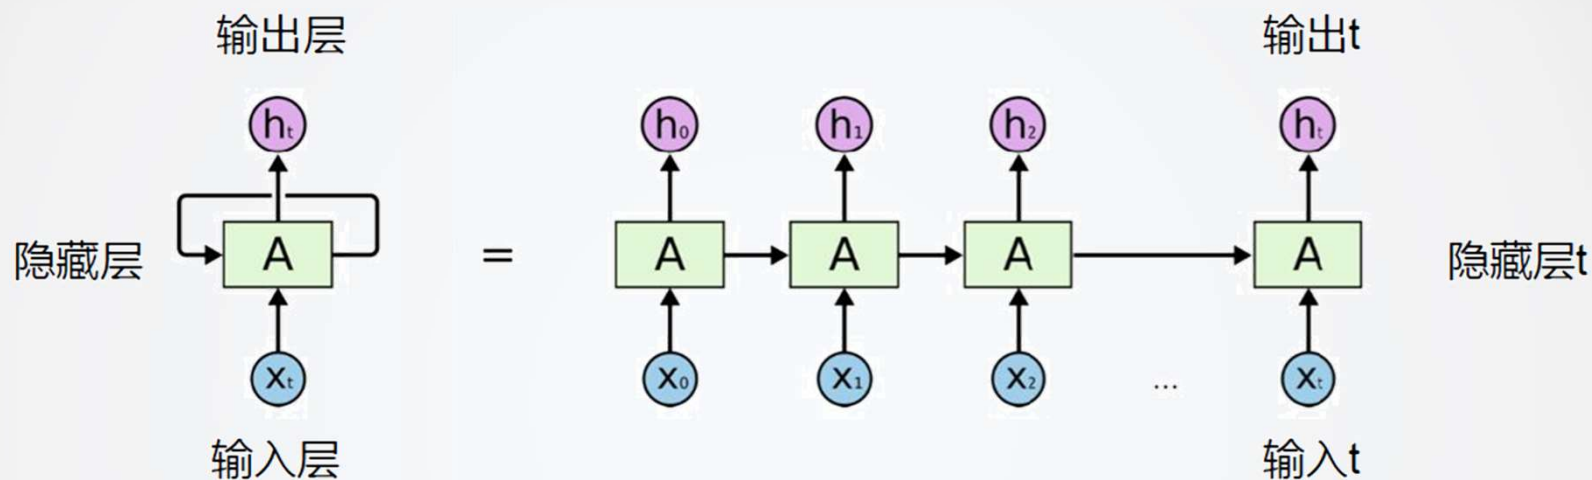 输出层 输出t
ht h0 h1 h2 ht
隐藏层 A = A A A A 隐藏层t
xt x0 x1 x2 ... xt
输入层 输入t